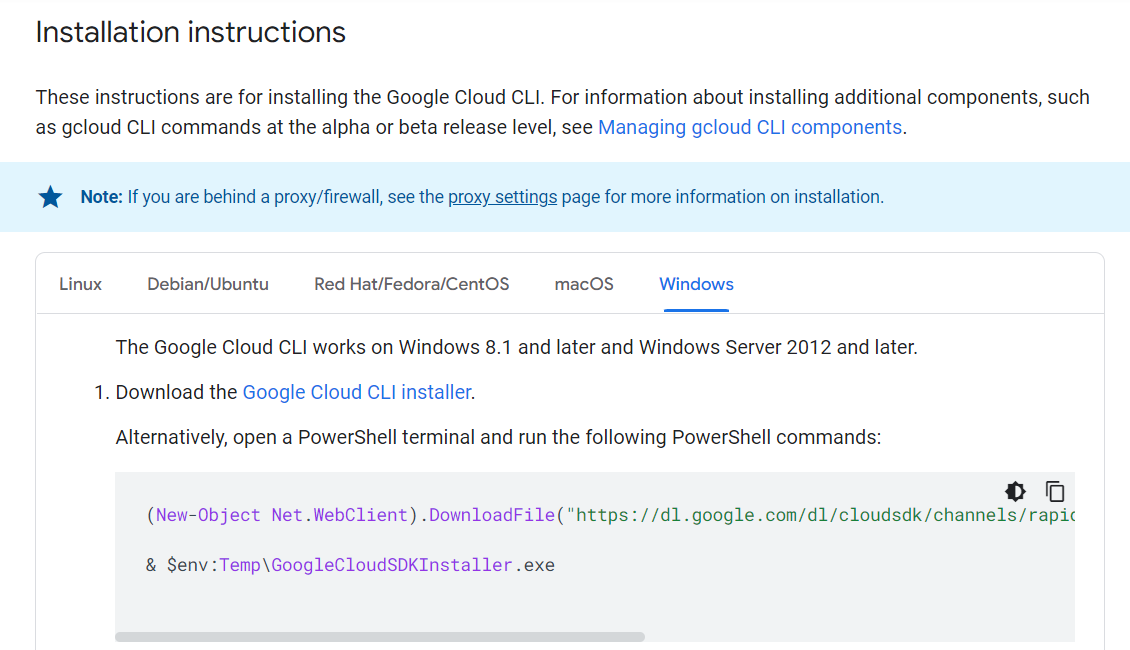 Installation instructions
These instructions are for installing the Google Cloud CLI. For information about installing additional components, such
as gcloud CLI commands at the alpha or beta release level, see Managing gcloud CLI components.
Note: If you are behind a proxy/firewall, see the proxy settings page for more information on installation.
Linux Debian/Ubuntu Red Hat/Fedora/CentOS macOS Windows
The Google Cloud CLI works on Windows 8.1 and later and Windows Server 2012 and later.
1. Download the Google Cloud CLI installer.
Alternatively, open a PowerShell terminal and run the following PowerShell commands:
(New-Object Net.WebClient).DownloadFile("https://dl.google.com/dl/cloudsdk/channels/rapid
& $env:Temp\GoogleCloudSDKInstaller.exe